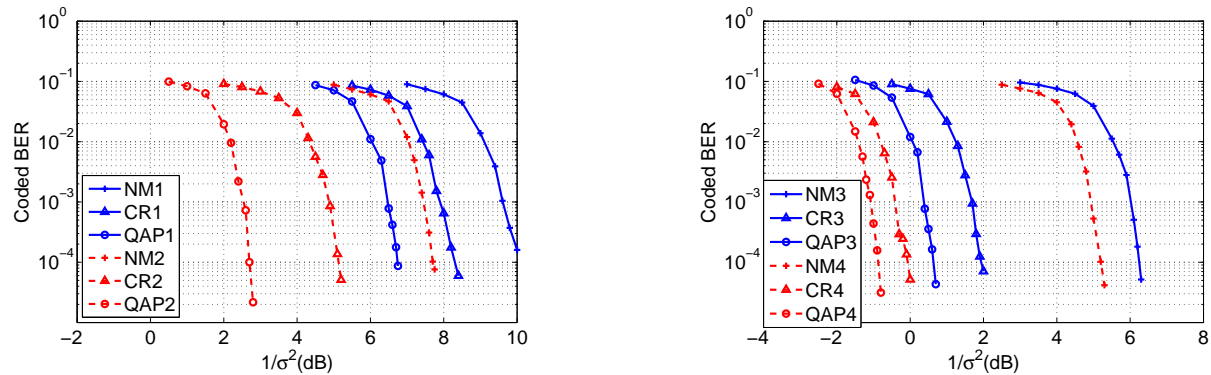 10^0
10^-1
10^-2
10^-3
10^-4
Coded BER
NM1
CR1
QAP1
NM2
CR2
QAP2
−2 0 2 4 6 8 10
1/σ^2(dB)
10^0
10^-1
10^-2
10^-3
10^-4
Coded BER
NM3
CR3
QAP3
NM4
CR4
QAP4
−4 −2 0 2 4 6 8
1/σ^2(dB)